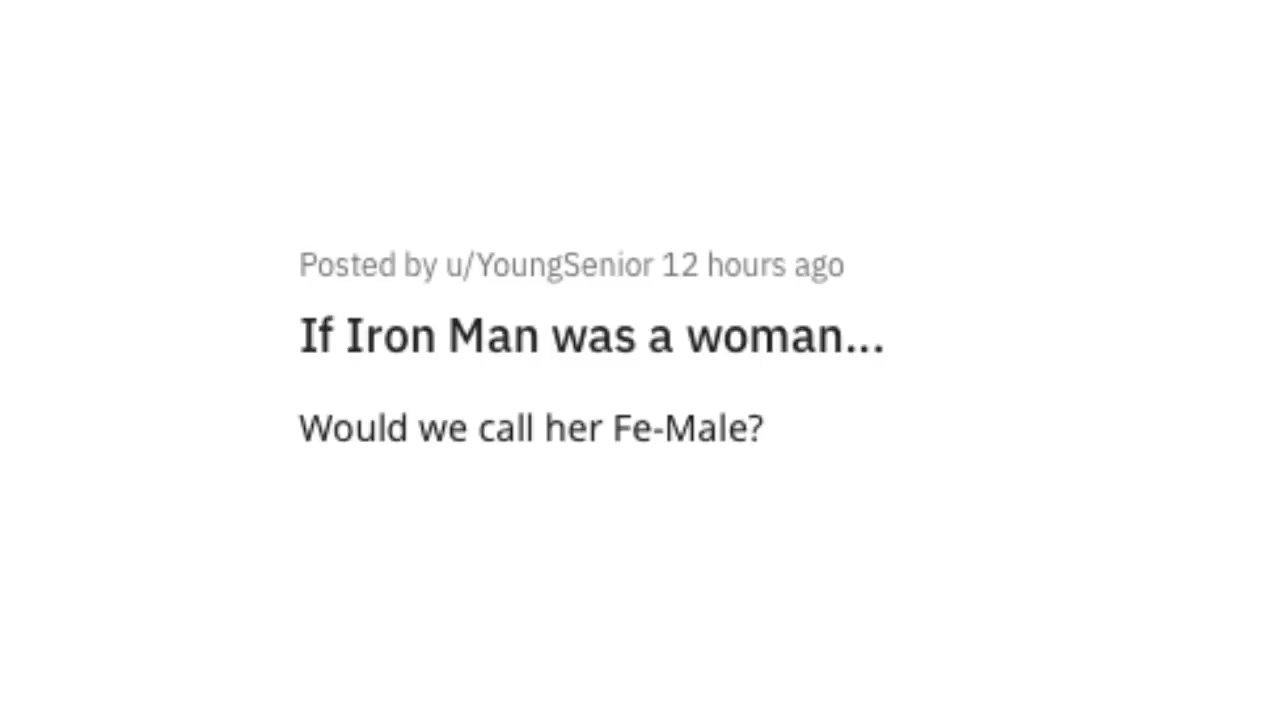 Posted by u/YoungSenior 12 hours ago
If Iron Man was a woman...
Would we call her Fe-Male?